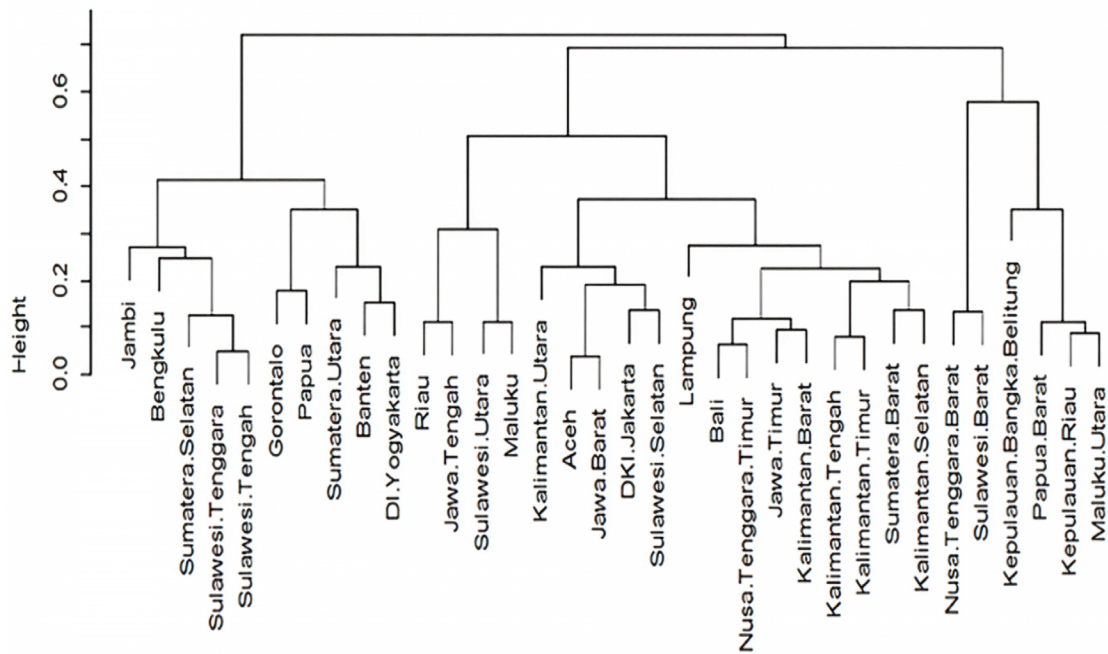 Height
0.0
0.2
0.4
0.6
Jambi
Bengkulu
Sumatera.Selatan
Sulawesi.Tenggara
Sulawesi.Tengah
Gorontalo
Papua
Sumatera.Utara
Banten
DI.Yogyakarta
Riau
Jawa.Tengah
Sulawesi.Utara
Maluku
Kalimantan.Utara
Aceh
Jawa.Barat
DKI.Jakarta
Sulawesi.Selatan
Lampung
Bali
Nusa.Tenggara.Timur
Jawa.Timur
Kalimantan.Barat
Kalimantan.Tengah
Kalimantan.Timur
Sumatera.Barat
Kalimantan.Selatan
Nusa.Tenggara.Barat
Sulawesi.Barat
Kepulauan.Bangka.Belitung
Papua.Barat
Kepulauan.Riau
Maluku.Utara